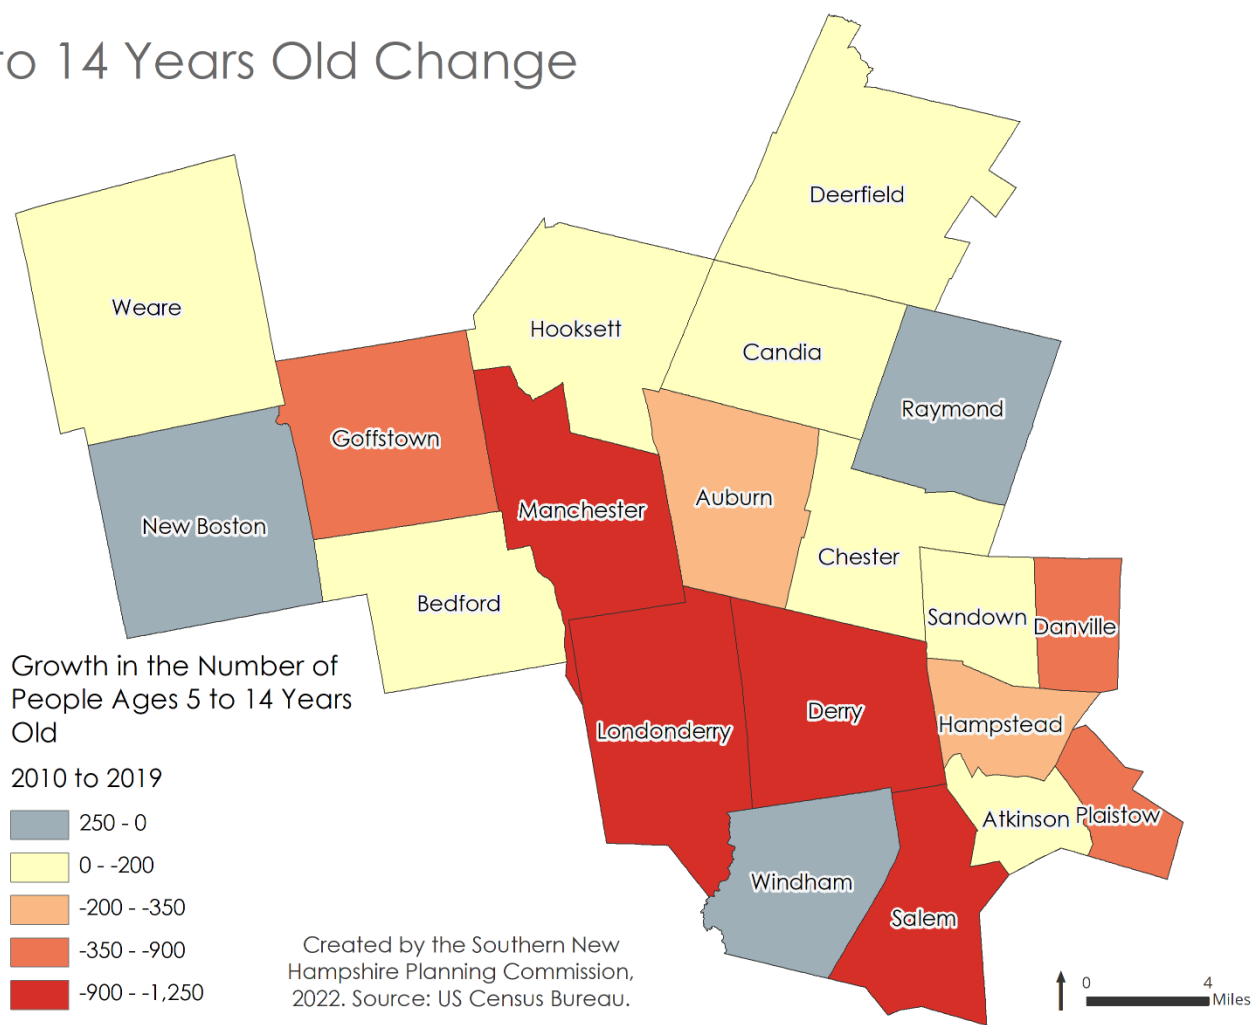 to 14 Years Old Change
Deerfield
Weare
Hooksett
Candia
Raymond
Goffstown
Auburn
Manchester
New Boston
Chester
Bedford
Sandown
Danville
Growth in the Number of
People Ages 5 to 14 Years
Old
2010 to 2019
250 - 0
0 - -200
-200 - -350
-350 - -900
-900 - -1,250
Londonderry
Derry
Hampstead
Atkinson
Plaistow
Windham
Salem
Created by the Southern New
Hampshire Planning Commission,
2022. Source: US Census Bureau.
0 4
Miles